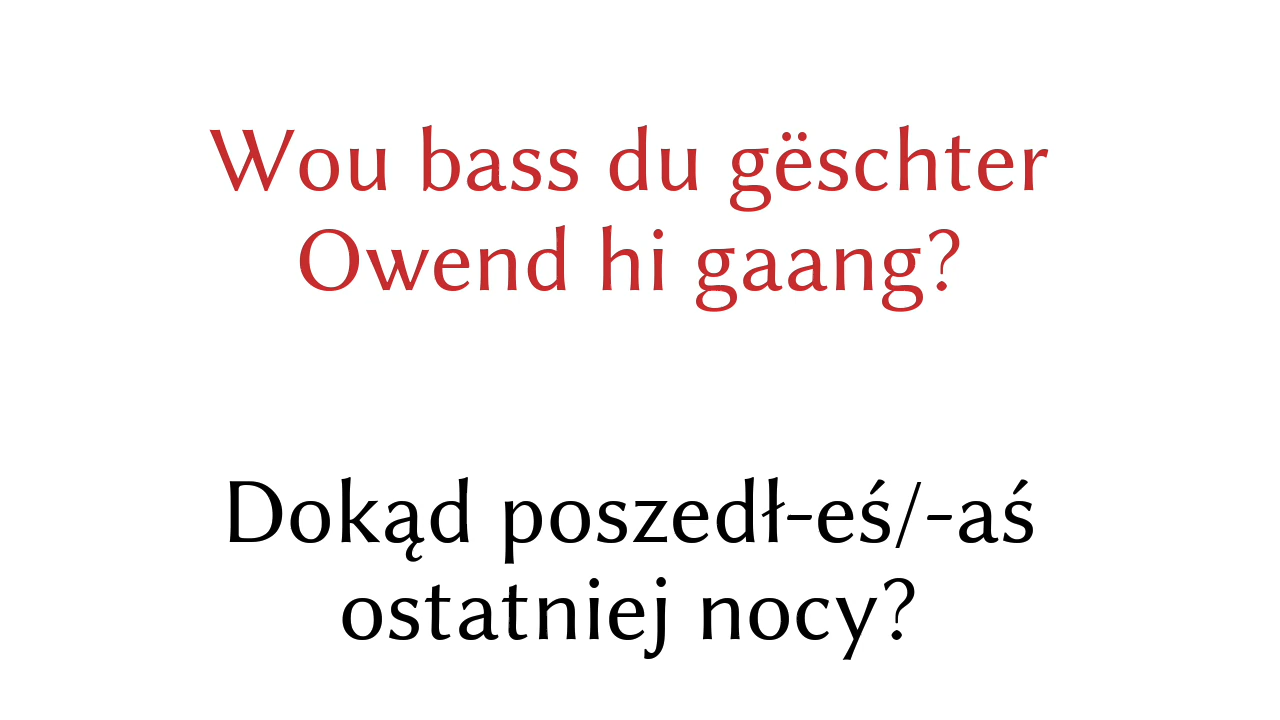 Wou bass du gëschter
Owend hi gaang?
Dokąd poszedł-eś/-aś
ostatniej nocy?